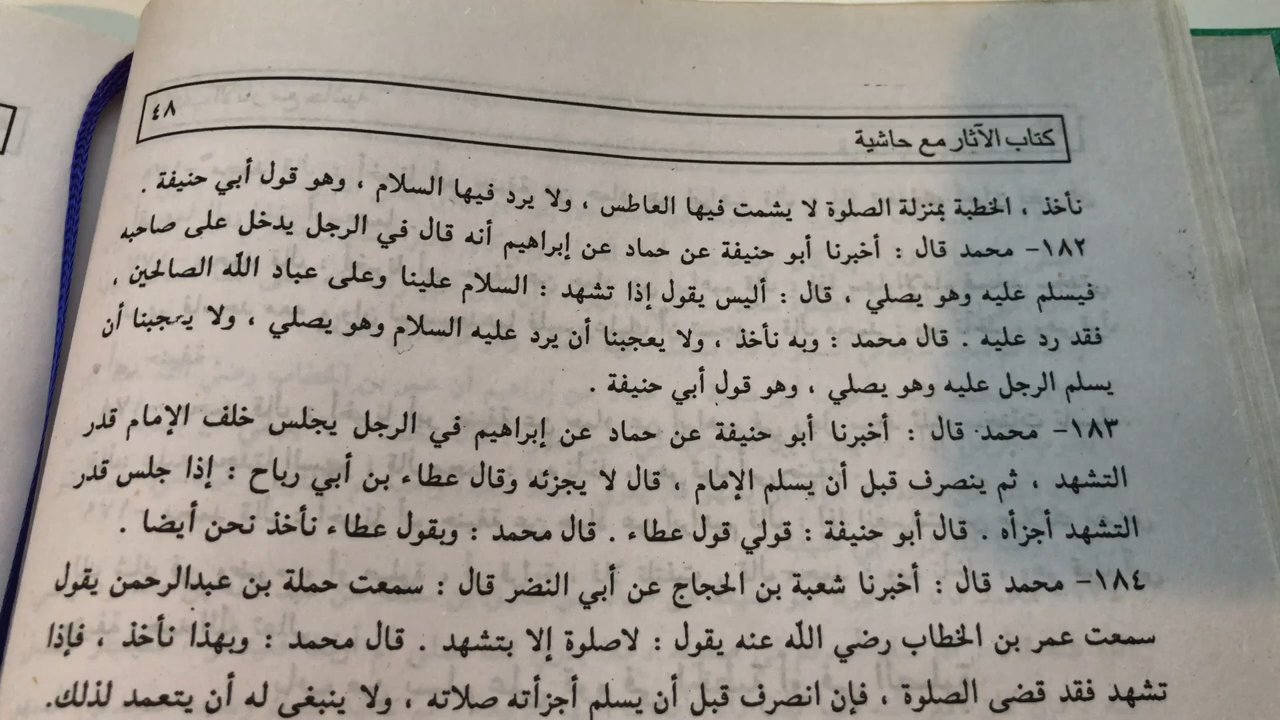 ٤٨
كتاب الآثار مع حاشية
نأخذ ، الخطبة بمنزلة الصلوة لا يشمت فيها العاطس ، ولا يرد فيها السلام ، وهو قول أبي حنيفة .
١٨٢- محمد قال : أخبرنا أبو حنيفة عن حماد عن إبراهيم أنه قال في الرجل يدخل على صاحبه
فيسلم عليه وهو يصلي ، قال : أليس يقول إذا تشهد : السلام علينا وعلى عباد الله الصالحين ،
فقد رد عليه . قال محمد : وبه نأخذ ، ولا يعجبنا أن يرد عليه السلام وهو يصلي ، ولا يعجبنا أن
يسلم الرجل عليه وهو يصلي ، وهو قول أبي حنيفة .
١٨٣- محمد قال : أخبرنا أبو حنيفة عن حماد عن إبراهيم في الرجل يجلس خلف الإمام قدر
التشهد ، ثم ينصرف قبل أن يسلم الإمام ، قال لا يجزئه وقال عطاء بن أبي رباح : إذا جلس قدر
التشهد أجزأه . قال أبو حنيفة : قولي قول عطاء . قال محمد : وبقول عطاء نأخذ نحن أيضا .
١٨٤- محمد قال : أخبرنا شعبة بن الحجاج عن أبي النضر قال : سمعت حملة بن عبدالرحمن يقول
سمعت عمر بن الخطاب رضي الله عنه يقول : لاصلوة إلا بتشهد . قال محمد : وبهذا نأخذ ، فإذا
تشهد فقد قضى الصلوة ، فإن انصرف قبل أن يسلم أجزأته صلاته ، ولا ينبغي له أن يتعمد لذلك.